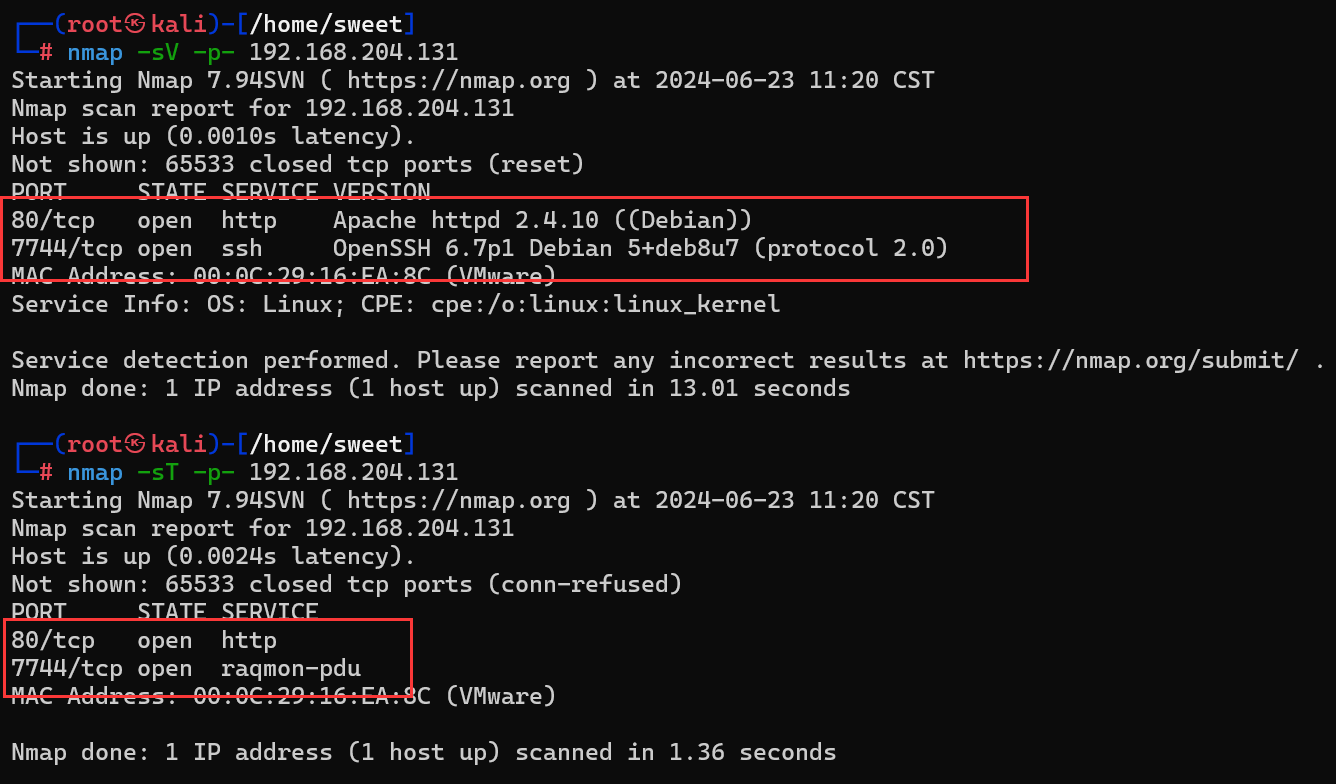 ┌──(root㉿kali)-[/home/sweet]
└─# nmap -sV -p- 192.168.204.131
Starting Nmap 7.94SVN ( https://nmap.org ) at 2024-06-23 11:20 CST
Nmap scan report for 192.168.204.131
Host is up (0.0010s latency).
Not shown: 65533 closed tcp ports (reset)
PORT     STATE SERVICE VERSION
80/tcp   open  http    Apache httpd 2.4.10 ((Debian))
7744/tcp open  ssh     OpenSSH 6.7p1 Debian 5+deb8u7 (protocol 2.0)
MAC Address: 00:0C:29:16:EA:8C (VMware)
Service Info: OS: Linux; CPE: cpe:/o:linux:linux_kernel
Service detection performed. Please report any incorrect results at https://nmap.org/submit/ .
Nmap done: 1 IP address (1 host up) scanned in 13.01 seconds
┌──(root㉿kali)-[/home/sweet]
└─# nmap -sT -p- 192.168.204.131
Starting Nmap 7.94SVN ( https://nmap.org ) at 2024-06-23 11:20 CST
Nmap scan report for 192.168.204.131
Host is up (0.0024s latency).
Not shown: 65533 closed tcp ports (conn-refused)
PORT     STATE SERVICE
80/tcp   open  http
7744/tcp open  raqmon-pdu
MAC Address: 00:0C:29:16:EA:8C (VMware)
Nmap done: 1 IP address (1 host up) scanned in 1.36 seconds